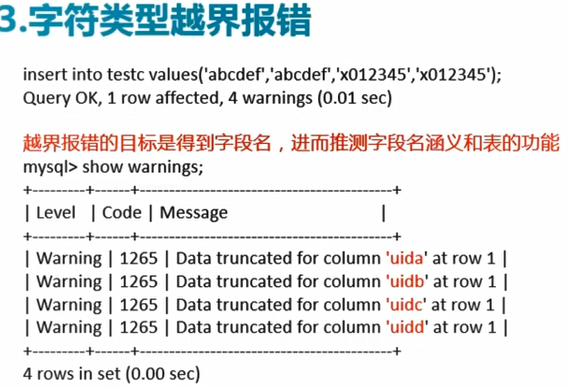 3.字符类型越界报错
insert into testc values('abcdef','abcdef','x012345','x012345');
Query OK, 1 row affected, 4 warnings (0.01 sec)
越界报错的目标是得到字段名，进而推测字段名涵义和表的功能
mysql> show warnings;
+---------+------+--------------------------------------------+
| Level | Code | Message |
+---------+------+--------------------------------------------+
| Warning | 1265 | Data truncated for column 'uida' at row 1 |
| Warning | 1265 | Data truncated for column 'uidb' at row 1 |
| Warning | 1265 | Data truncated for column 'uidc' at row 1 |
| Warning | 1265 | Data truncated for column 'uidd' at row 1 |
+---------+------+--------------------------------------------+
4 rows in set (0.00 sec)